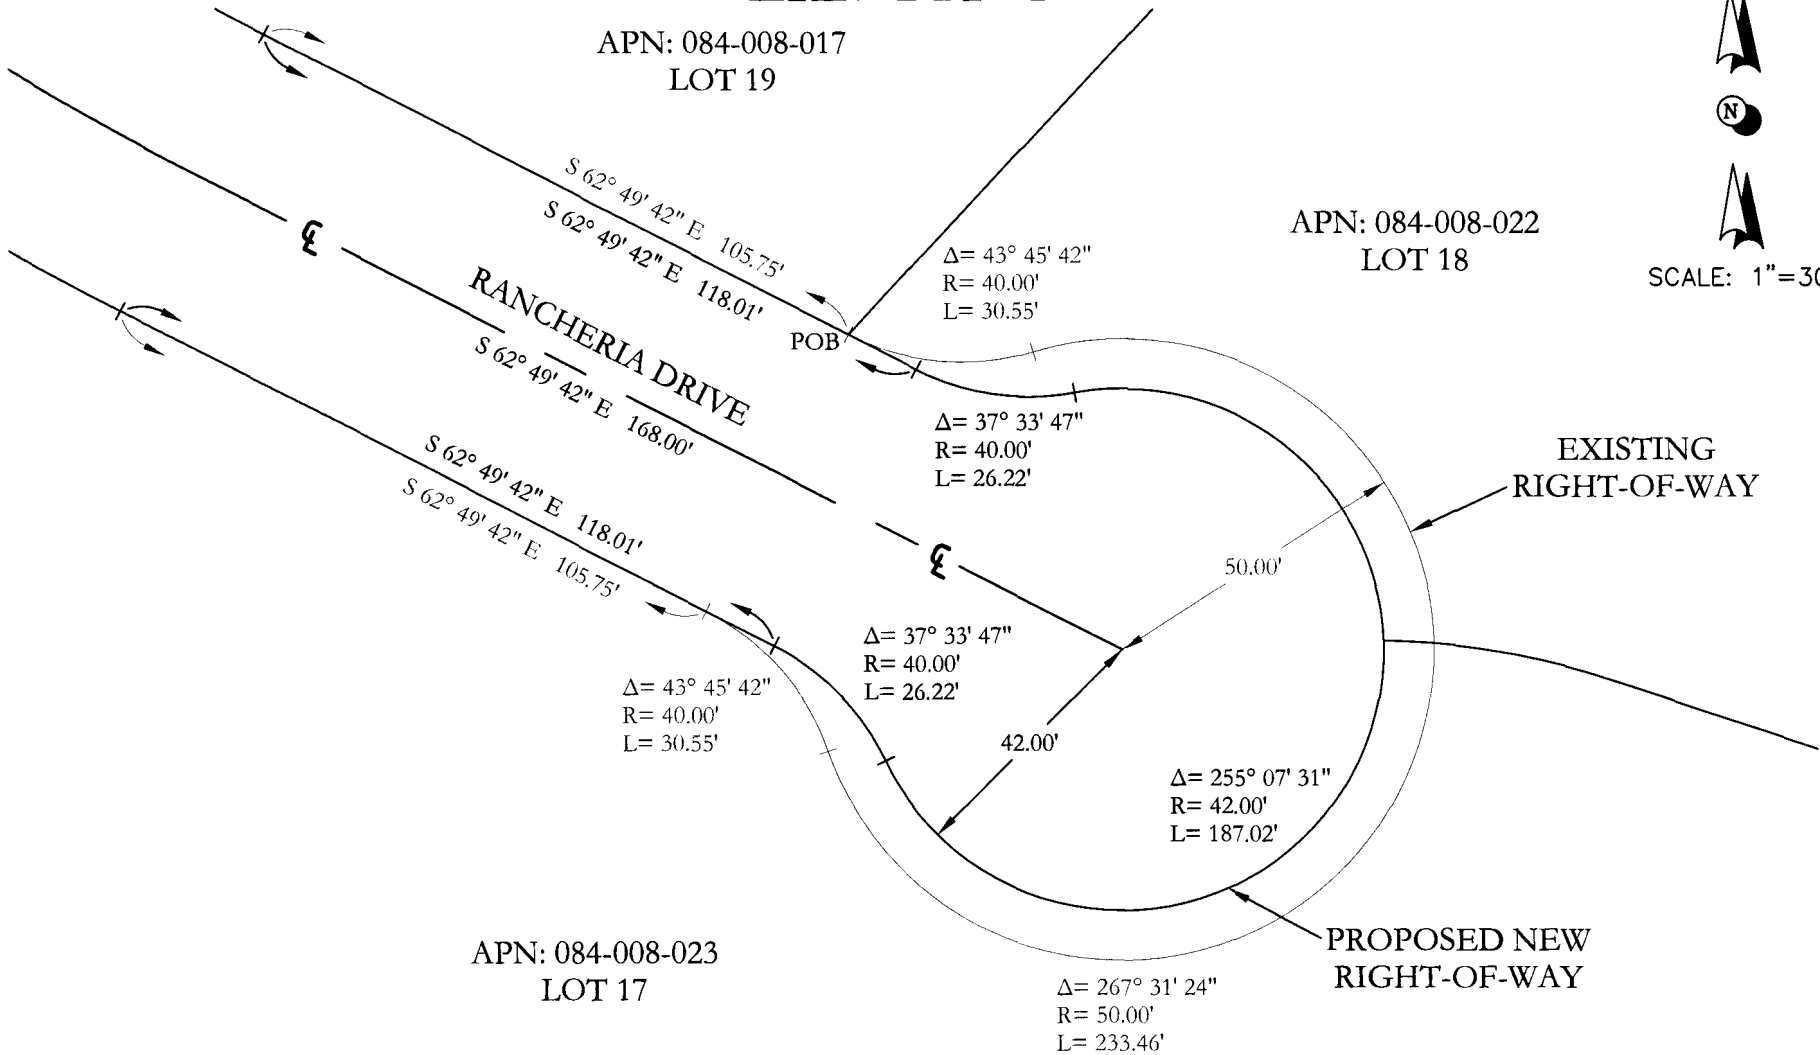 APN: 084-008-017
LOT 19
N
SCALE: 1"=30
APN: 084-008-022
LOT 18
S 62° 49' 42" E 105.75'
S 62° 49' 42" E 118.01'
Δ= 43° 45' 42"
R= 40.00'
L= 30.55'
POB
RANCHERIA DRIVE
S 62° 49' 42" E 168.00'
Δ= 37° 33' 47"
R= 40.00'
L= 26.22'
EXISTING
RIGHT-OF-WAY
S 62° 49' 42" E 118.01'
S 62° 49' 42" E 105.75'
50.00'
Δ= 37° 33' 47"
R= 40.00'
L= 26.22'
Δ= 43° 45' 42"
R= 40.00'
L= 30.55'
42.00'
Δ= 255° 07' 31"
R= 42.00'
L= 187.02'
APN: 084-008-023
LOT 17
PROPOSED NEW
RIGHT-OF-WAY
Δ= 267° 31' 24"
R= 50.00'
L= 233.46'